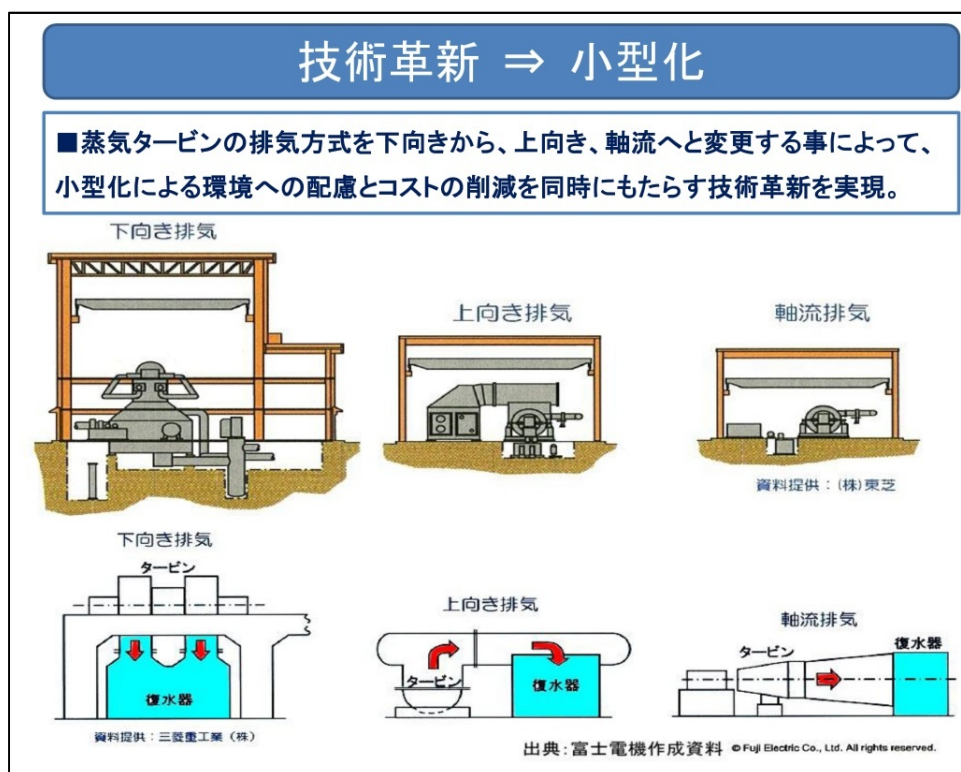 技術革新 ⇒ 小型化
■蒸気タービンの排気方式を下向きから、上向き、軸流へと変更する事によって、
小型化による環境への配慮とコストの削減を同時にもたらす技術革新を実現。
下向き排気
上向き排気
軸流排気
資料提供：(株)東芝
下向き排気
タービン
復水器
資料提供：三菱重工業（株）
上向き排気
タービン
復水器
軸流排気
タービン
復水器
出典：富士電機作成資料 © Fuji Electric Co., Ltd. All rights reserved.